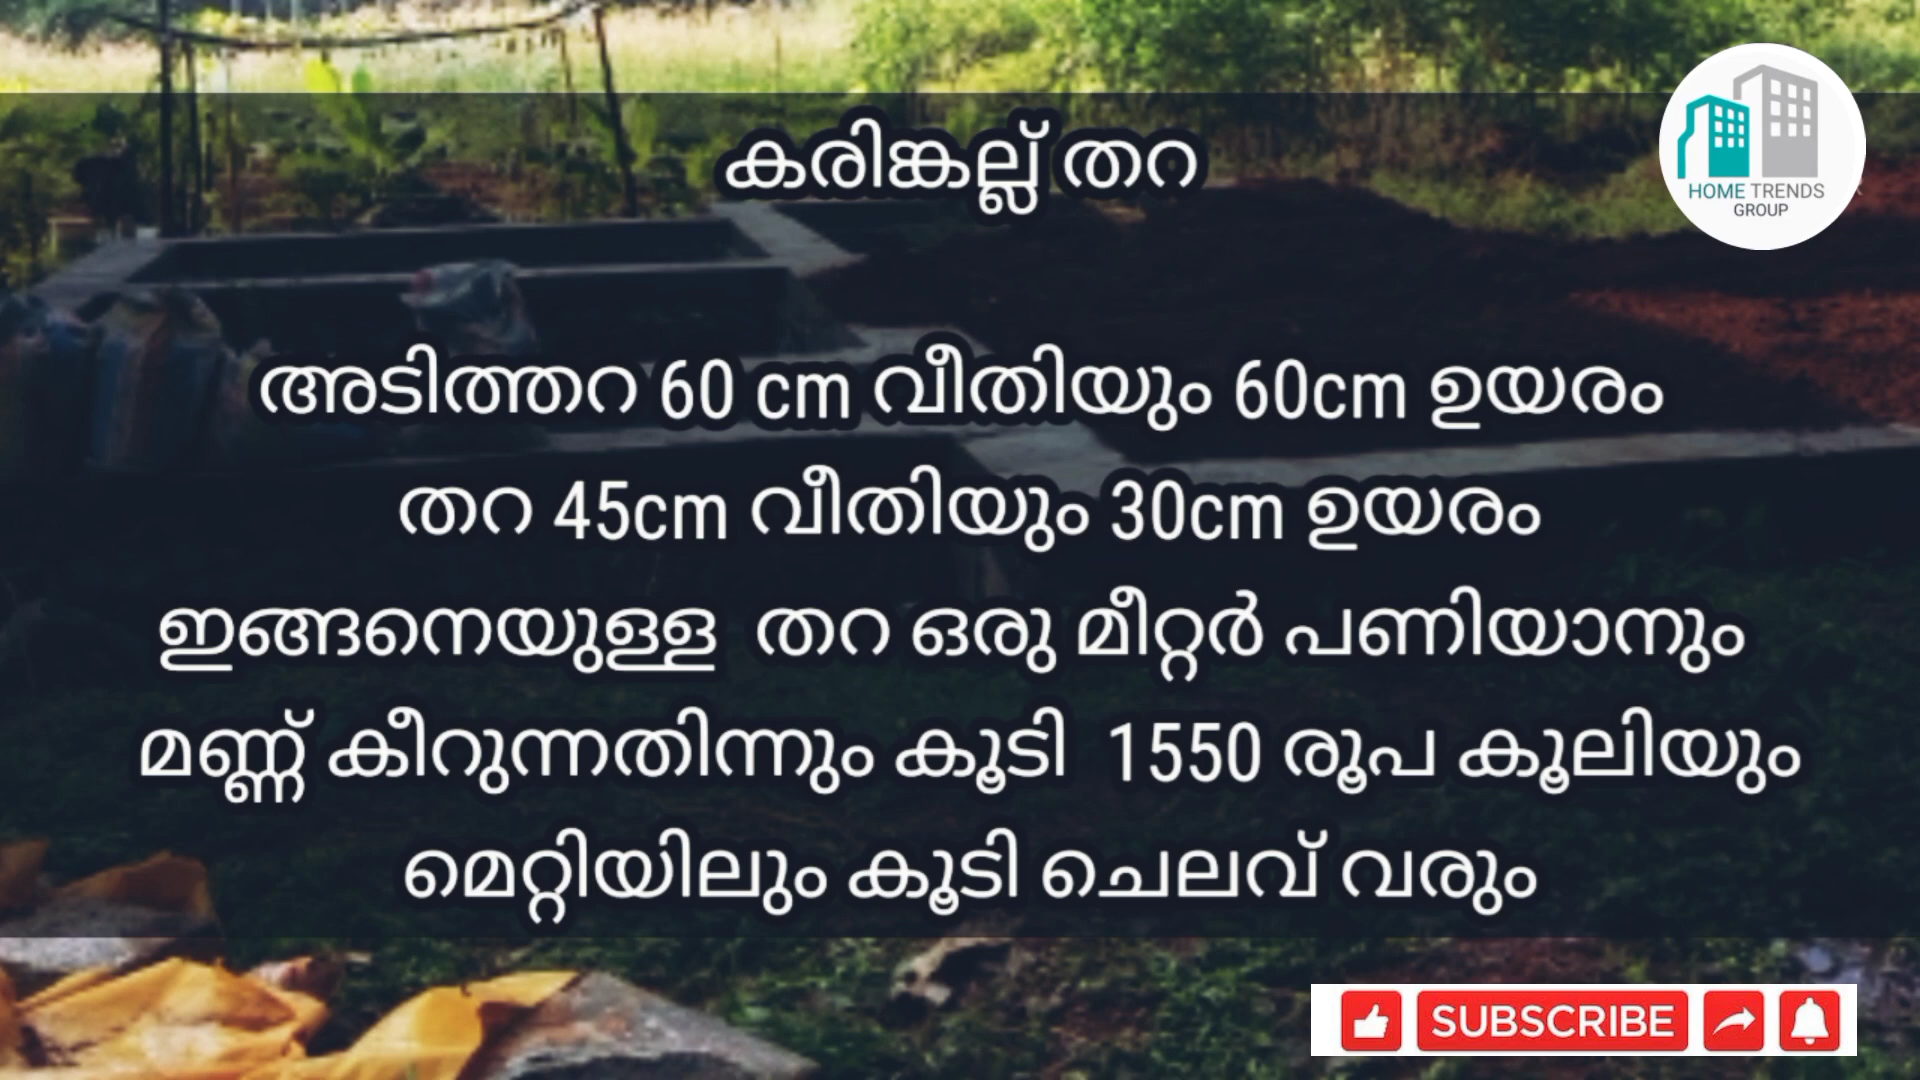 കരിങ്കല്ല് തറ
HOME TRENDS
GROUP
അടിത്തറ 60 cm വീതിയും 60cm ഉയരം
തറ 45cm വീതിയും 30cm ഉയരം
ഇങ്ങനെയുള്ള തറ ഒരു മീറ്റർ പണിയാനും
മണ്ണ് കീറുന്നതിന്നും കൂടി 1550 രൂപ കൂലിയും
മെറ്റിയിലും കൂടി ചെലവ് വരും
SUBSCRIBE